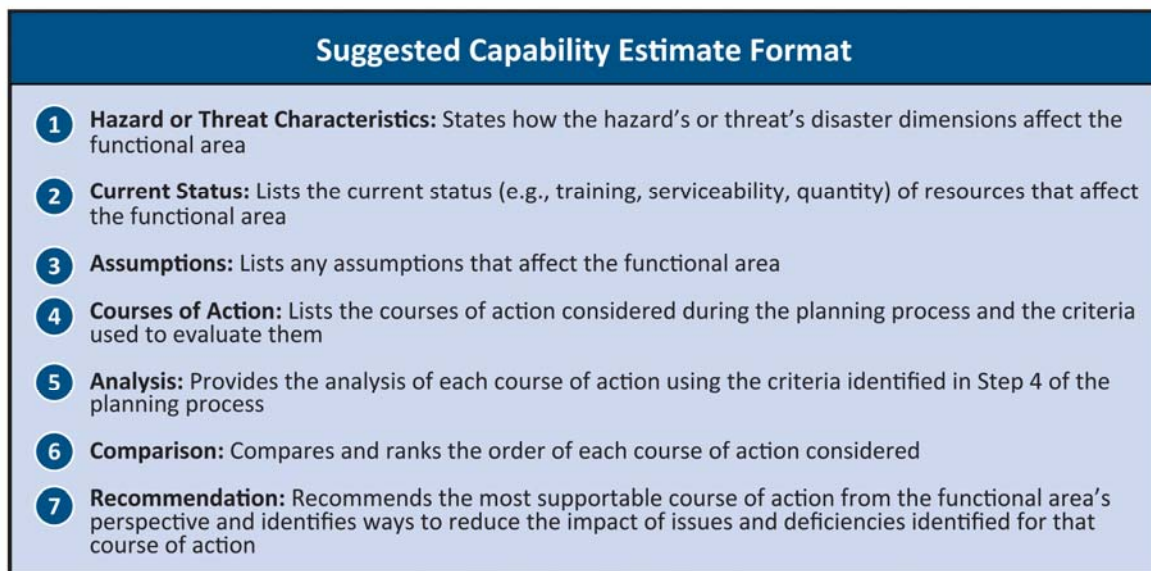 Suggested Capability Estimate Format
1 Hazard or Threat Characteristics: States how the hazard's or threat's disaster dimensions affect the
functional area
2 Current Status: Lists the current status (e.g., training, serviceability, quantity) of resources that affect
the functional area
3 Assumptions: Lists any assumptions that affect the functional area
4 Courses of Action: Lists the courses of action considered during the planning process and the criteria
used to evaluate them
5 Analysis: Provides the analysis of each course of action using the criteria identified in Step 4 of the
planning process
6 Comparison: Compares and ranks the order of each course of action considered
7 Recommendation: Recommends the most supportable course of action from the functional area's
perspective and identifies ways to reduce the impact of issues and deficiencies identified for that
course of action